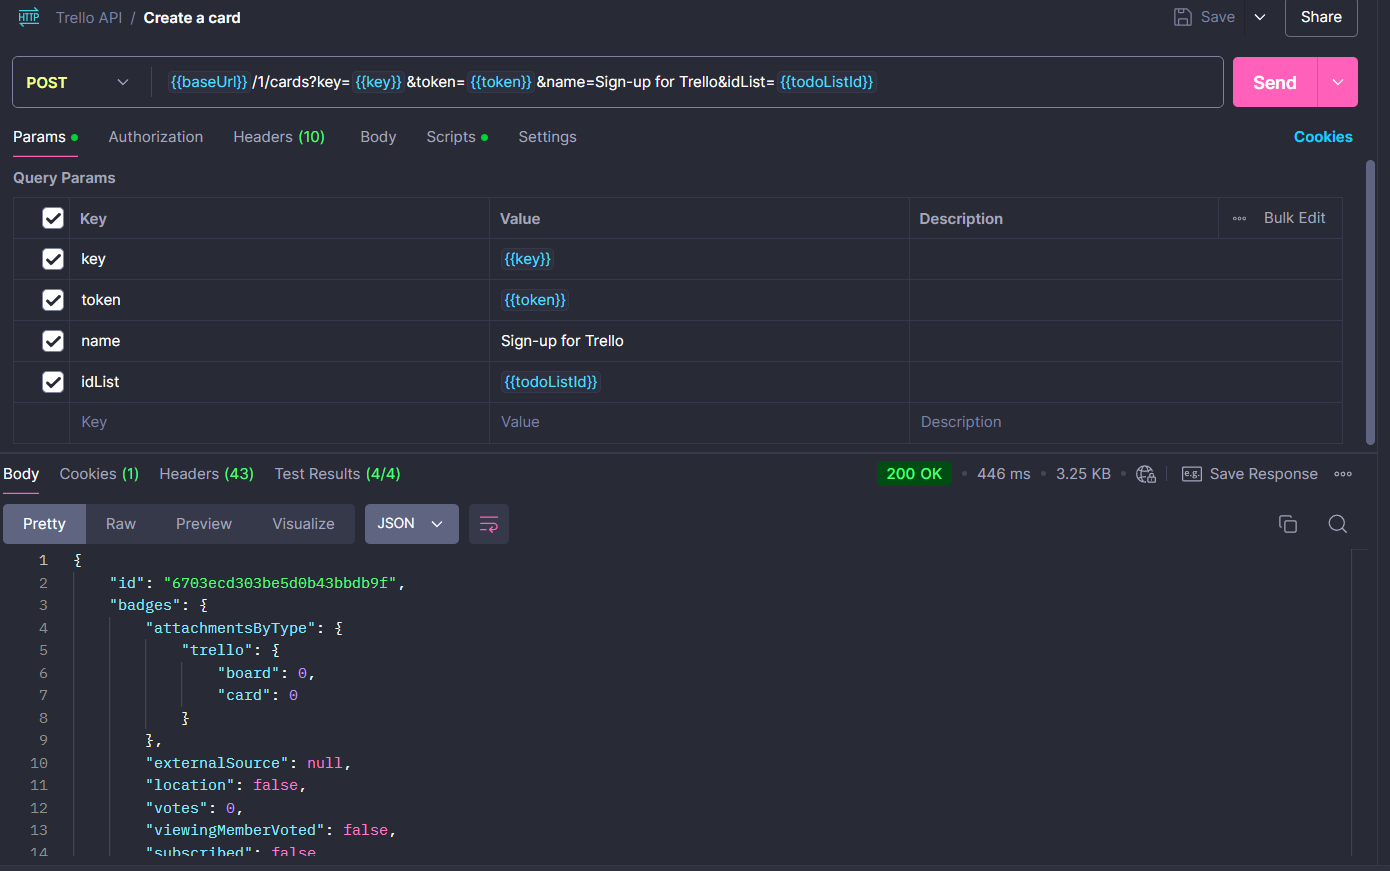 HTTP Trello API / Create a card Save Share
POST {{baseUrl}} /1/cards?key= {{key}} &token= {{token}} &name=Sign-up for Trello&idList= {{todoListId}} Send
Params Authorization Headers (10) Body Scripts Settings Cookies
Query Params
Key Value Description Bulk Edit
key {{key}}
token {{token}}
name Sign-up for Trello
idList {{todoListId}}
Key Value Description
Body Cookies (1) Headers (43) Test Results (4/4) 200 OK 446 ms 3.25 KB e.g. Save Response
Pretty Raw Preview Visualize JSON
1 {
2 "id": "6703ecd303be5d0b43bbdb9f",
3 "badges": {
4 "attachmentsByType": {
5 "trello": {
6 "board": 0,
7 "card": 0
8 }
9 },
10 "externalSource": null,
11 "location": false,
12 "votes": 0,
13 "viewingMemberVoted": false,
14 "subscribed": false